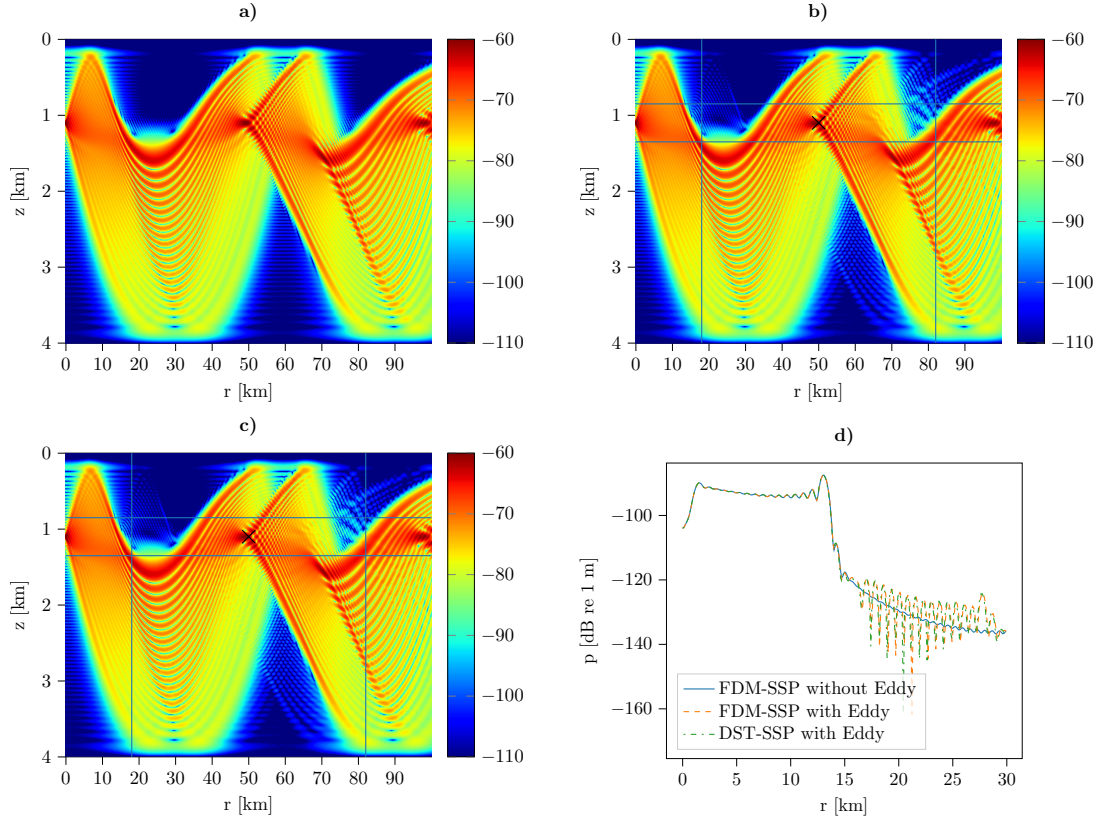 a)
0
1
2
3
4
z [km]
0 10 20 30 40 50 60 70 80 90
r [km]
−60
−70
−80
−90
−100
−110
b)
0
1
2
3
4
z [km]
0 10 20 30 40 50 60 70 80 90
r [km]
−60
−70
−80
−90
−100
−110
c)
0
1
2
3
4
z [km]
0 10 20 30 40 50 60 70 80 90
r [km]
−60
−70
−80
−90
−100
−110
d)
−100
−120
−140
−160
p [dB re 1 m]
FDM-SSP without Eddy
FDM-SSP with Eddy
DST-SSP with Eddy
0 5 10 15 20 25 30
r [km]